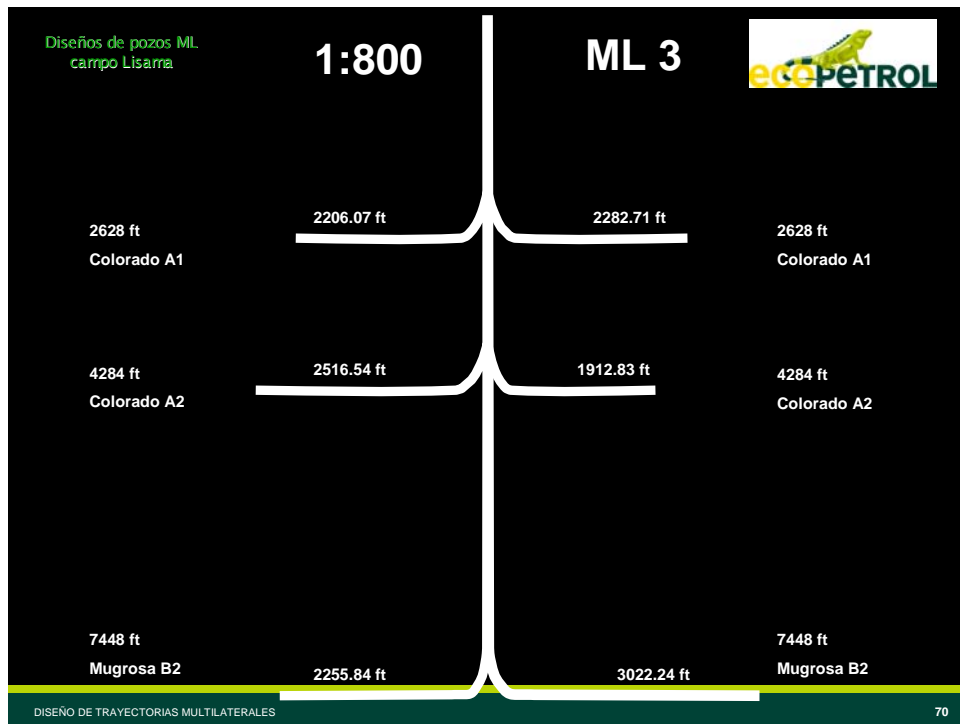 Diseños de pozos ML
campo Lisama
1:800
ML 3
ecopetrol
2206.07 ft
2282.71 ft
2628 ft
Colorado A1
2628 ft
Colorado A1
2516.54 ft
1912.83 ft
4284 ft
Colorado A2
4284 ft
Colorado A2
7448 ft
Mugrosa B2
7448 ft
Mugrosa B2
2255.84 ft
3022.24 ft
DISEÑO DE TRAYECTORIAS MULTILATERALES
70